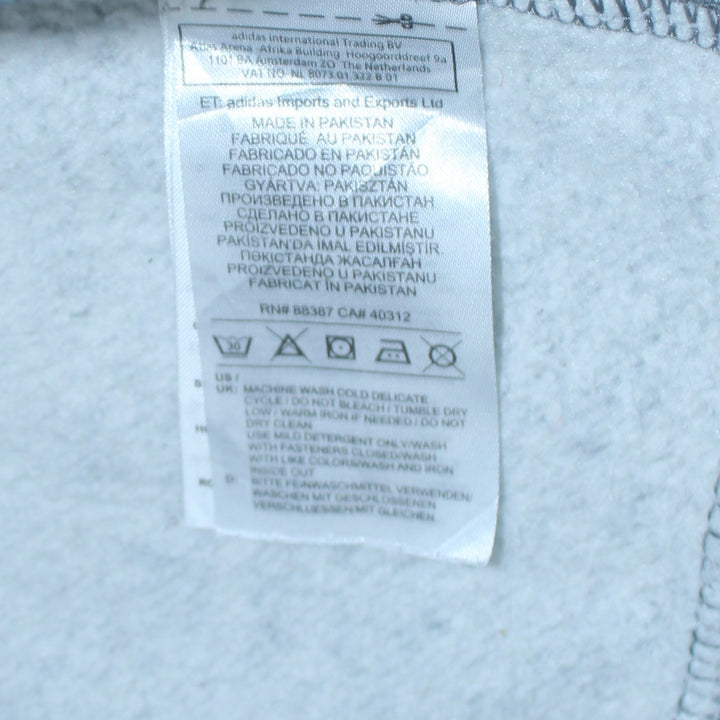 adidas International Trading BV
Atlas Arena -Afrika Building Hoogoorddreef 9a
1101 BA Amsterdam ZO The Netherlands
VAT NO. NL 8073.01.322.B.01
ET: adidas Imports and Exports Ltd
MADE IN PAKISTAN
FABRIQUÉ AU PAKISTAN
FABRICADO EN PAKISTÁN
FABRICADO NO PAQUISTÃO
GYÁRTVA: PAKISZTÁN
ПРОИЗВЕДЕНО В ПАКИСТАН
СДЕЛАНО В ПАКИСТАНЕ
PROIZVEDENO U PAKISTANU
PAKİSTAN'DA İMAL EDİLMİŞTİR.
ПӘКІСТАНДА ЖАСАЛҒАН
PROIZVEDENO U PAKISTANU
FABRICAT ÎN PAKISTAN
RN# 88387 CA# 40312
30
US /
UK: MACHINE WASH COLD DELICATE
CYCLE / DO NOT BLEACH / TUMBLE DRY
LOW / WARM IRON IF NEEDED / DO NOT
DRY CLEAN
USE MILD DETERGENT ONLY/WASH
WITH FASTENERS CLOSED/WASH
WITH LIKE COLORS/WASH AND IRON
INSIDE OUT
D: BITTE FEINWASCHMITTEL VERWENDEN/
WASCHEN MIT GESCHLOSSENEN
VERSCHLUESSEN/MIT GLEICHEN